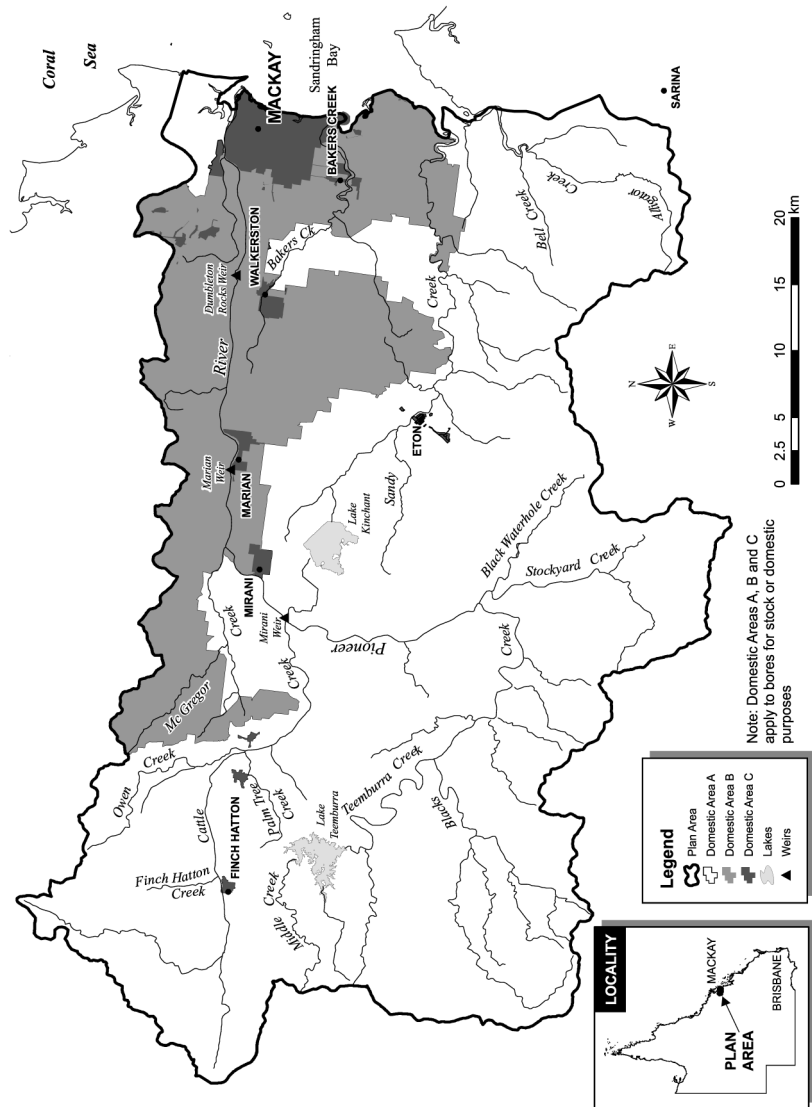 Coral
Sea
MACKAY
Sandringham
Bay
BAKERS CREEK
SARINA
WALKERSTON
Bakers Ck
Dumbleton
Rocks Weir
River
Creek
Bell Creek
Alligator
Creek
Marian
Weir
MARIAN
ETON
Sandy
Lake
Kinchant
MIRANI
Mirani
Weir
Creek
Mc Gregor
Creek
Pioneer
Black Waterhole Creek
Stockyard Creek
Creek
Owen
Creek
Cattle
Palm Tree
Creek
FINCH HATTON
Finch Hatton
Creek
Lake
Teemburra
Teemburra Creek
Blacks
Middle Creek
N
E
S
W
0 2.5 5 10 15 20
km
Note: Domestic Areas A, B and C
apply to bores for stock or domestic
purposes
Legend
Plan Area
Domestic Area A
Domestic Area B
Domestic Area C
Lakes
Weirs
LOCALITY
MACKAY
PLAN
AREA
BRISBANE